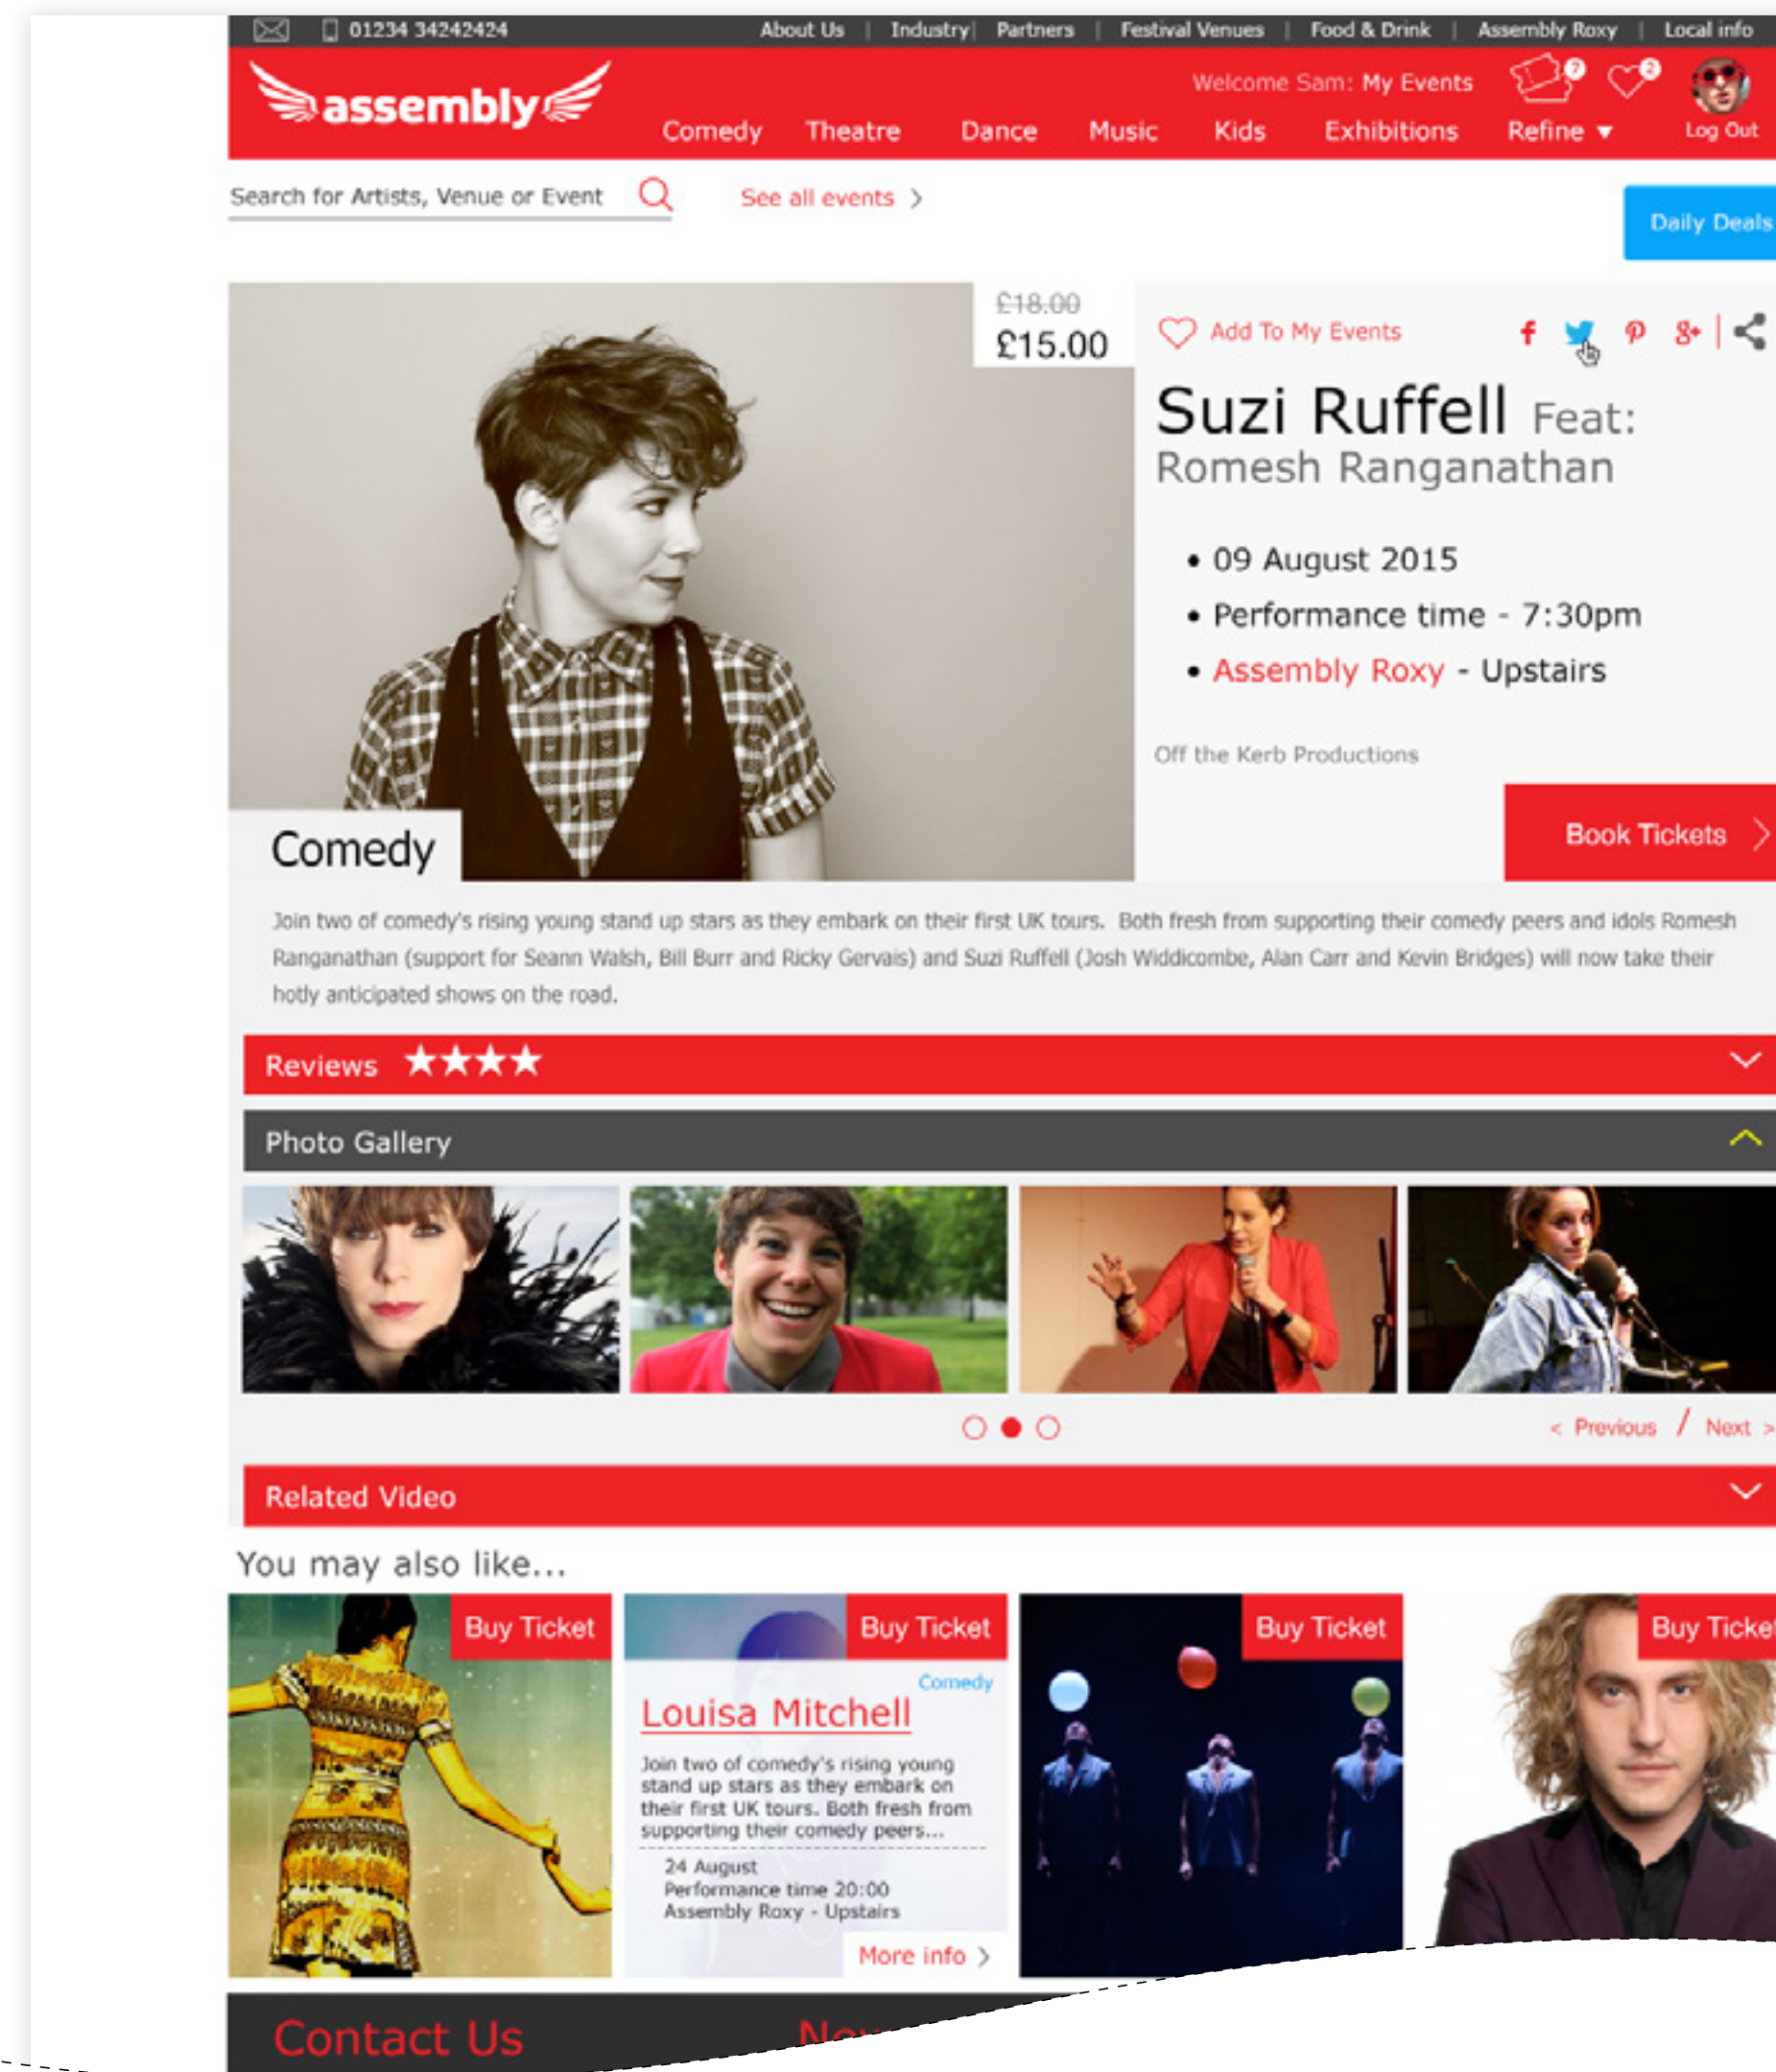 01234 34242424 About Us | Industry | Partners | Festival Venues | Food & Drink | Assembly Roxy | Local info
assembly
Welcome Sam: My Events 7 2
Comedy Theatre Dance Music Kids Exhibitions Refine ▼ Log Out
Search for Artists, Venue or Event See all events >
Daily Deals
£18.00
£15.00
Add To My Events
Suzi Ruffell Feat:
Romesh Ranganathan
• 09 August 2015
• Performance time - 7:30pm
• Assembly Roxy - Upstairs
Off the Kerb Productions
Book Tickets >
Comedy
Join two of comedy's rising young stand up stars as they embark on their first UK tours. Both fresh from supporting their comedy peers and idols Romesh
Ranganathan (support for Seann Walsh, Bill Burr and Ricky Gervais) and Suzi Ruffell (Josh Widdicombe, Alan Carr and Kevin Bridges) will now take their
hotly anticipated shows on the road.
Reviews ★★★★
Photo Gallery
< Previous / Next >
Related Video
You may also like...
Buy Ticket
Buy Ticket
Comedy
Louisa Mitchell
Join two of comedy's rising young
stand up stars as they embark on
their first UK tours. Both fresh from
supporting their comedy peers...
24 August
Performance time 20:00
Assembly Roxy - Upstairs
More info >
Buy Ticket
Buy Ticket
Contact Us